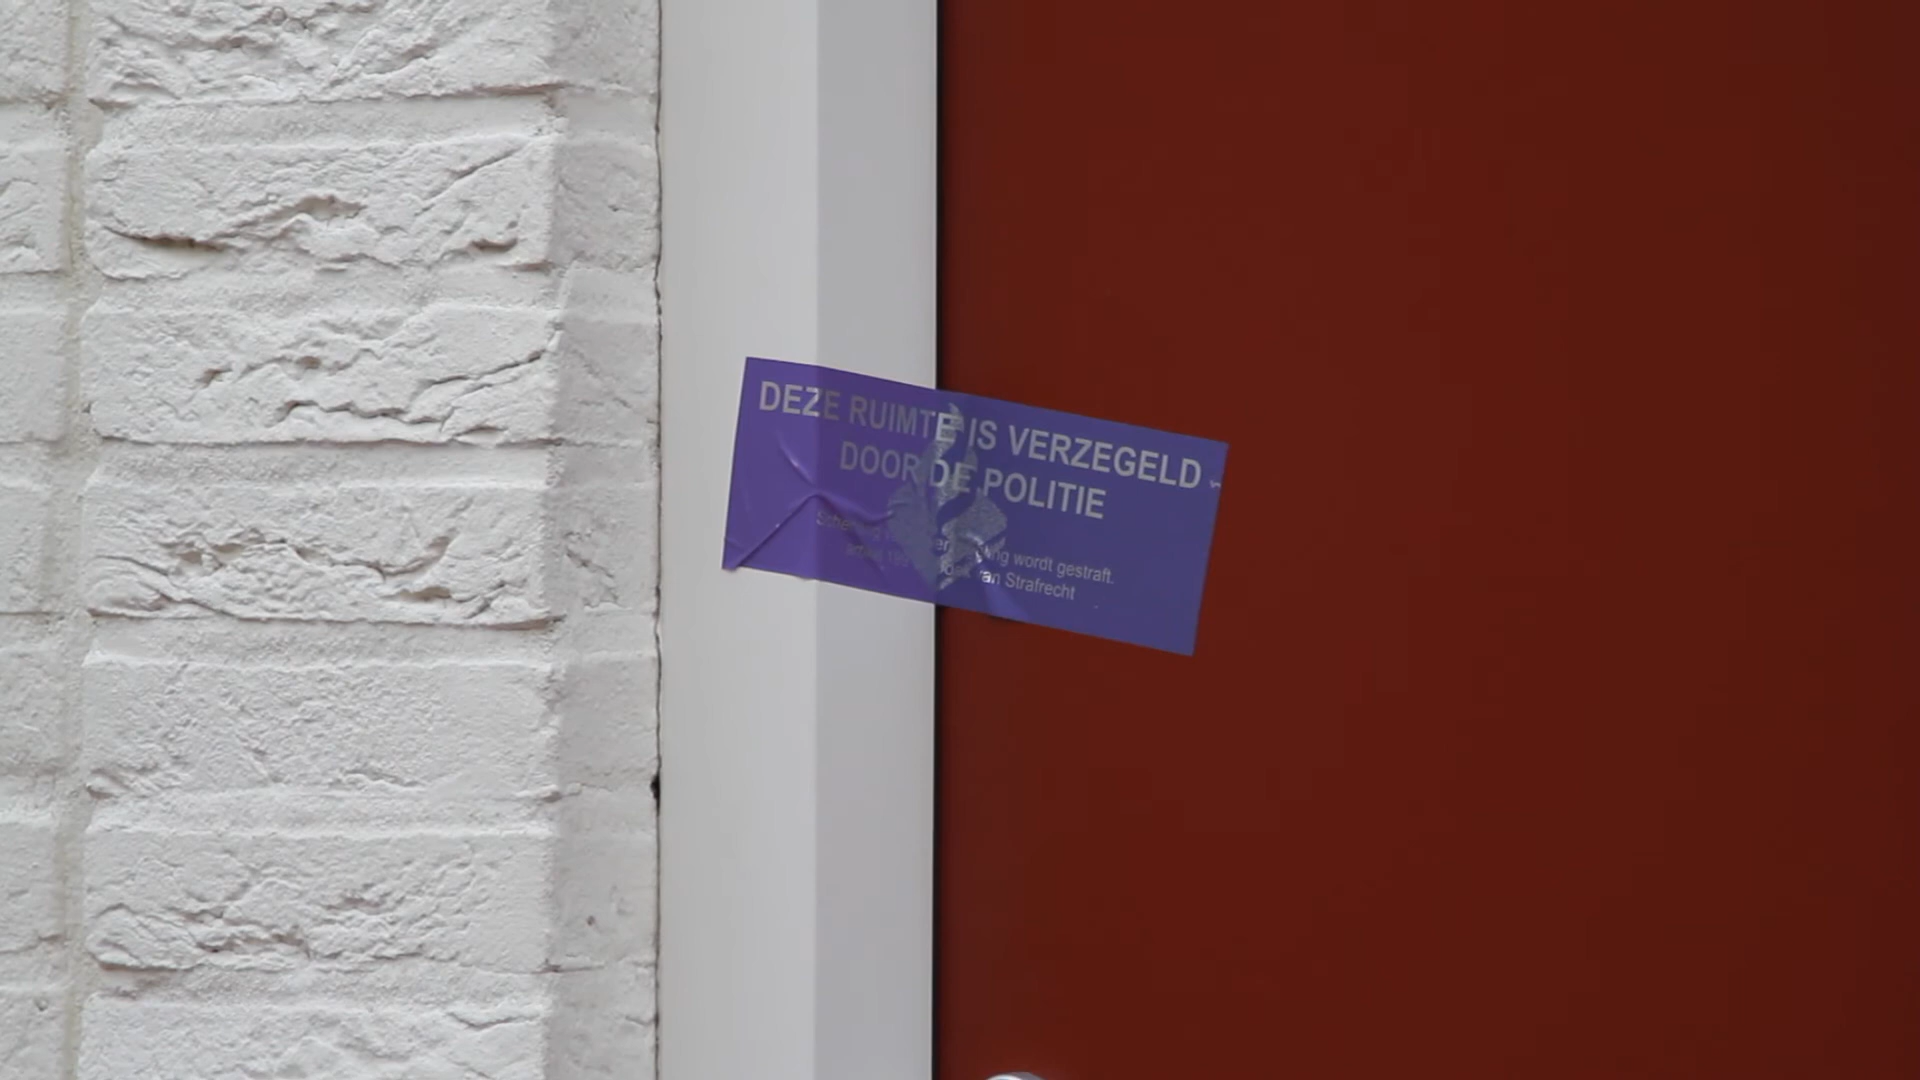 DEZE RUIMTE IS VERZEGELD
DOOR DE POLITIE
wordt gestraft.
van Strafrecht